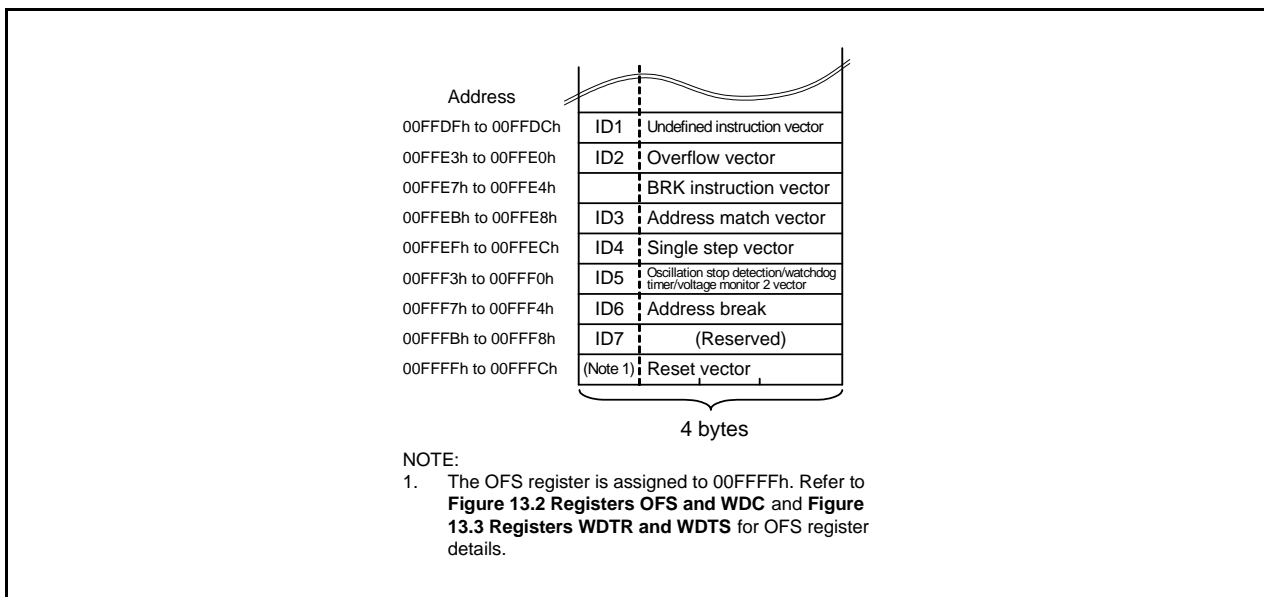 Address
00FFDFh to 00FFDCh ID1 Undefined instruction vector
00FFE3h to 00FFE0h ID2 Overflow vector
00FFE7h to 00FFE4h BRK instruction vector
00FFEBh to 00FFE8h ID3 Address match vector
00FFEFh to 00FFECh ID4 Single step vector
00FFF3h to 00FFF0h ID5 Oscillation stop detection/watchdog
timer/voltage monitor 2 vector
00FFF7h to 00FFF4h ID6 Address break
00FFFBh to 00FFF8h ID7 (Reserved)
00FFFFh to 00FFFCh (Note 1) Reset vector
4 bytes
NOTE:
1. The OFS register is assigned to 00FFFFh. Refer to
Figure 13.2 Registers OFS and WDC and Figure
13.3 Registers WDTR and WDTS for OFS register
details.